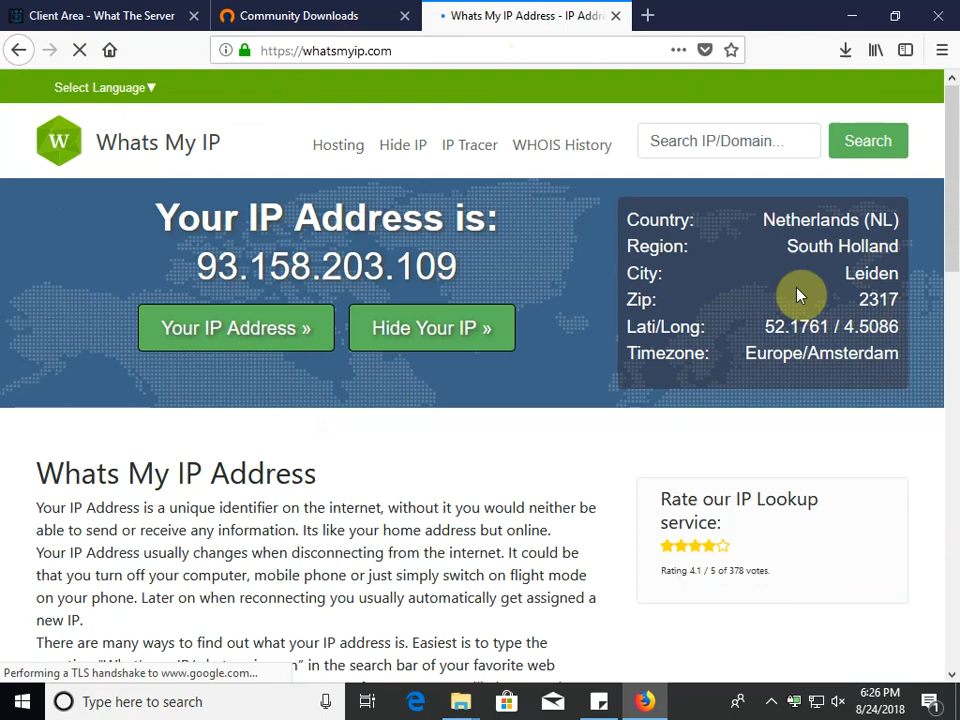 Client Area - What The Server
Community Downloads
Whats My IP Address - IP Addr
https://whatsmyip.com
Select Language▼
W
Whats My IP
Hosting
Hide IP
IP Tracer
WHOIS History
Search IP/Domain...
Search
Your IP Address is:
93.158.203.109
Your IP Address »
Hide Your IP »
Country: Netherlands (NL)
Region: South Holland
City: Leiden
Zip: 2317
Lati/Long: 52.1761 / 4.5086
Timezone: Europe/Amsterdam
Whats My IP Address
Your IP Address is a unique identifier on the internet, without it you would neither be
able to send or receive any information. Its like your home address but online.
Your IP Address usually changes when disconnecting from the internet. It could be
that you turn off your computer, mobile phone or just simply switch on flight mode
on your phone. Later on when reconnecting you usually automatically get assigned a
new IP.
There are many ways to find out what your IP address is. Easiest is to type the
in the search bar of your favorite web
Rate our IP Lookup
service:
Rating 4.1 / 5 of 378 votes.
Performing a TLS handshake to www.google.com...
Type here to search
6:26 PM
8/24/2018
1